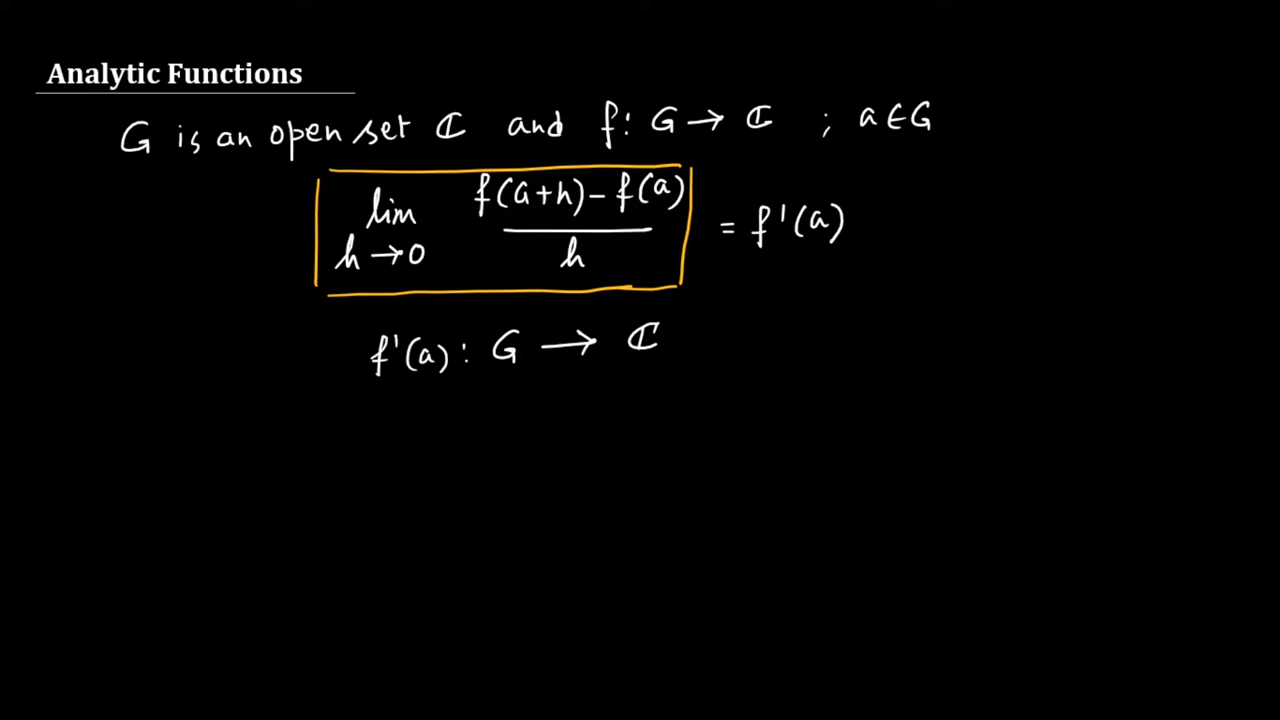 Analytic Functions
G is an open set ℂ and f: G → ℂ ; a ∈ G
lim h → 0 f(a+h) - f(a) / h = f'(a)
f'(a) : G → ℂ